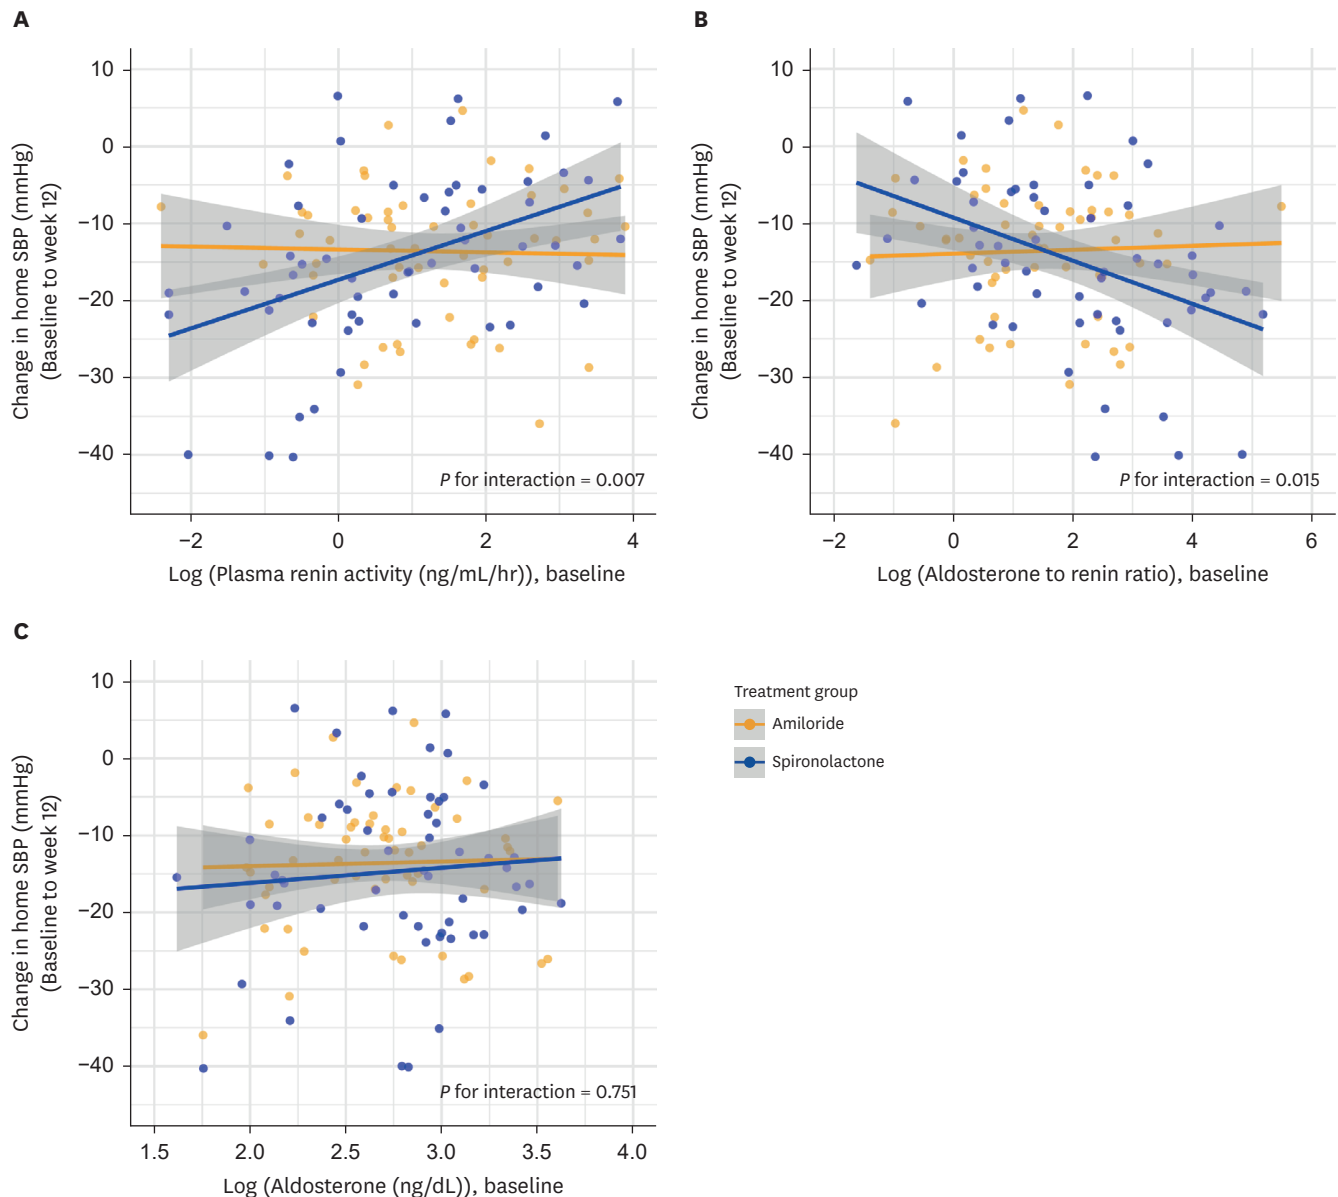 A
Change in home SBP (mmHg)
(Baseline to week 12)
10
0
−10
−20
−30
−40
P for interaction = 0.007
−2
0
2
4
Log (Plasma renin activity (ng/mL/hr)), baseline
B
Change in home SBP (mmHg)
(Baseline to week 12)
10
0
−10
−20
−30
−40
P for interaction = 0.015
−2
0
2
4
6
Log (Aldosterone to renin ratio), baseline
C
Change in home SBP (mmHg)
(Baseline to week 12)
10
0
−10
−20
−30
−40
P for interaction = 0.751
1.5
2.0
2.5
3.0
3.5
4.0
Log (Aldosterone (ng/dL)), baseline
Treatment group
Amiloride
Spironolactone